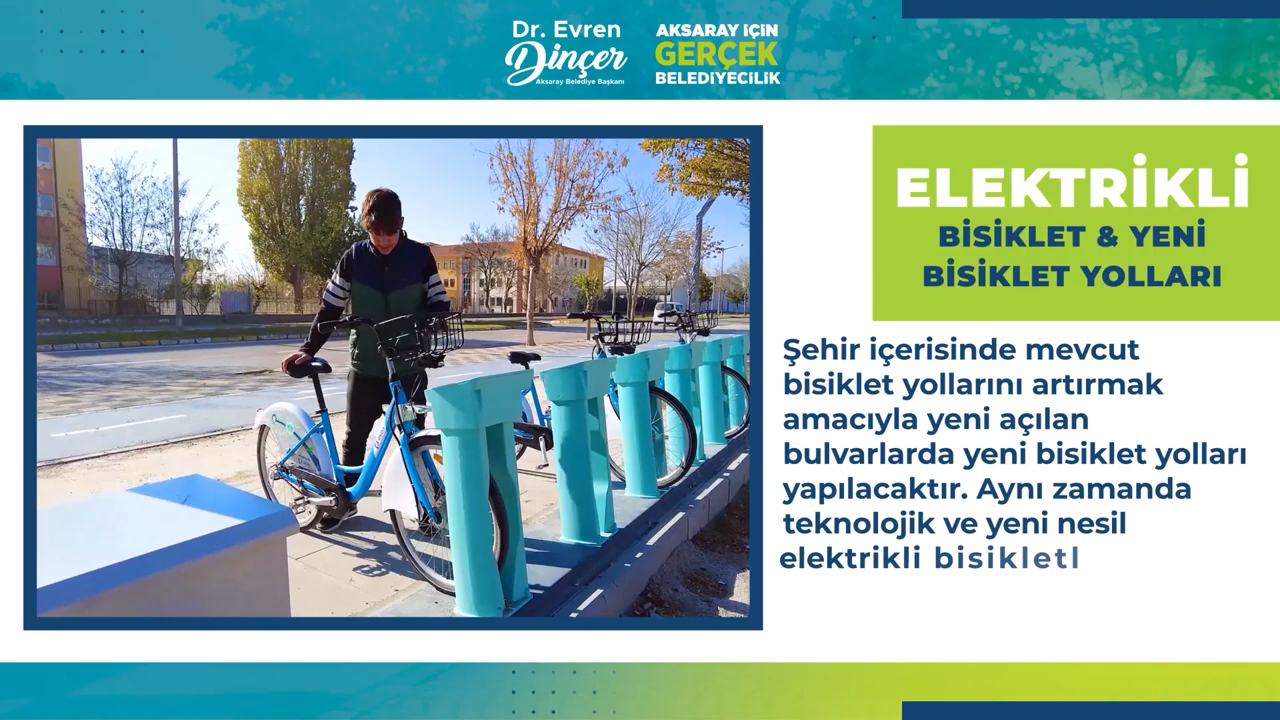 Dr. Evren
Dinçer
Aksaray Belediye Başkanı
AKSARAY İÇİN
GERÇEK
BELEDİYECİLİK
ELEKTRİKLİ
BİSİKLET & YENİ
BİSİKLET YOLLARI
Şehir içerisinde mevcut
bisiklet yollarını artırmak
amacıyla yeni açılan
bulvarlarda yeni bisiklet yolları
yapılacaktır. Aynı zamanda
teknolojik ve yeni nesil
elektrikli bisikletl